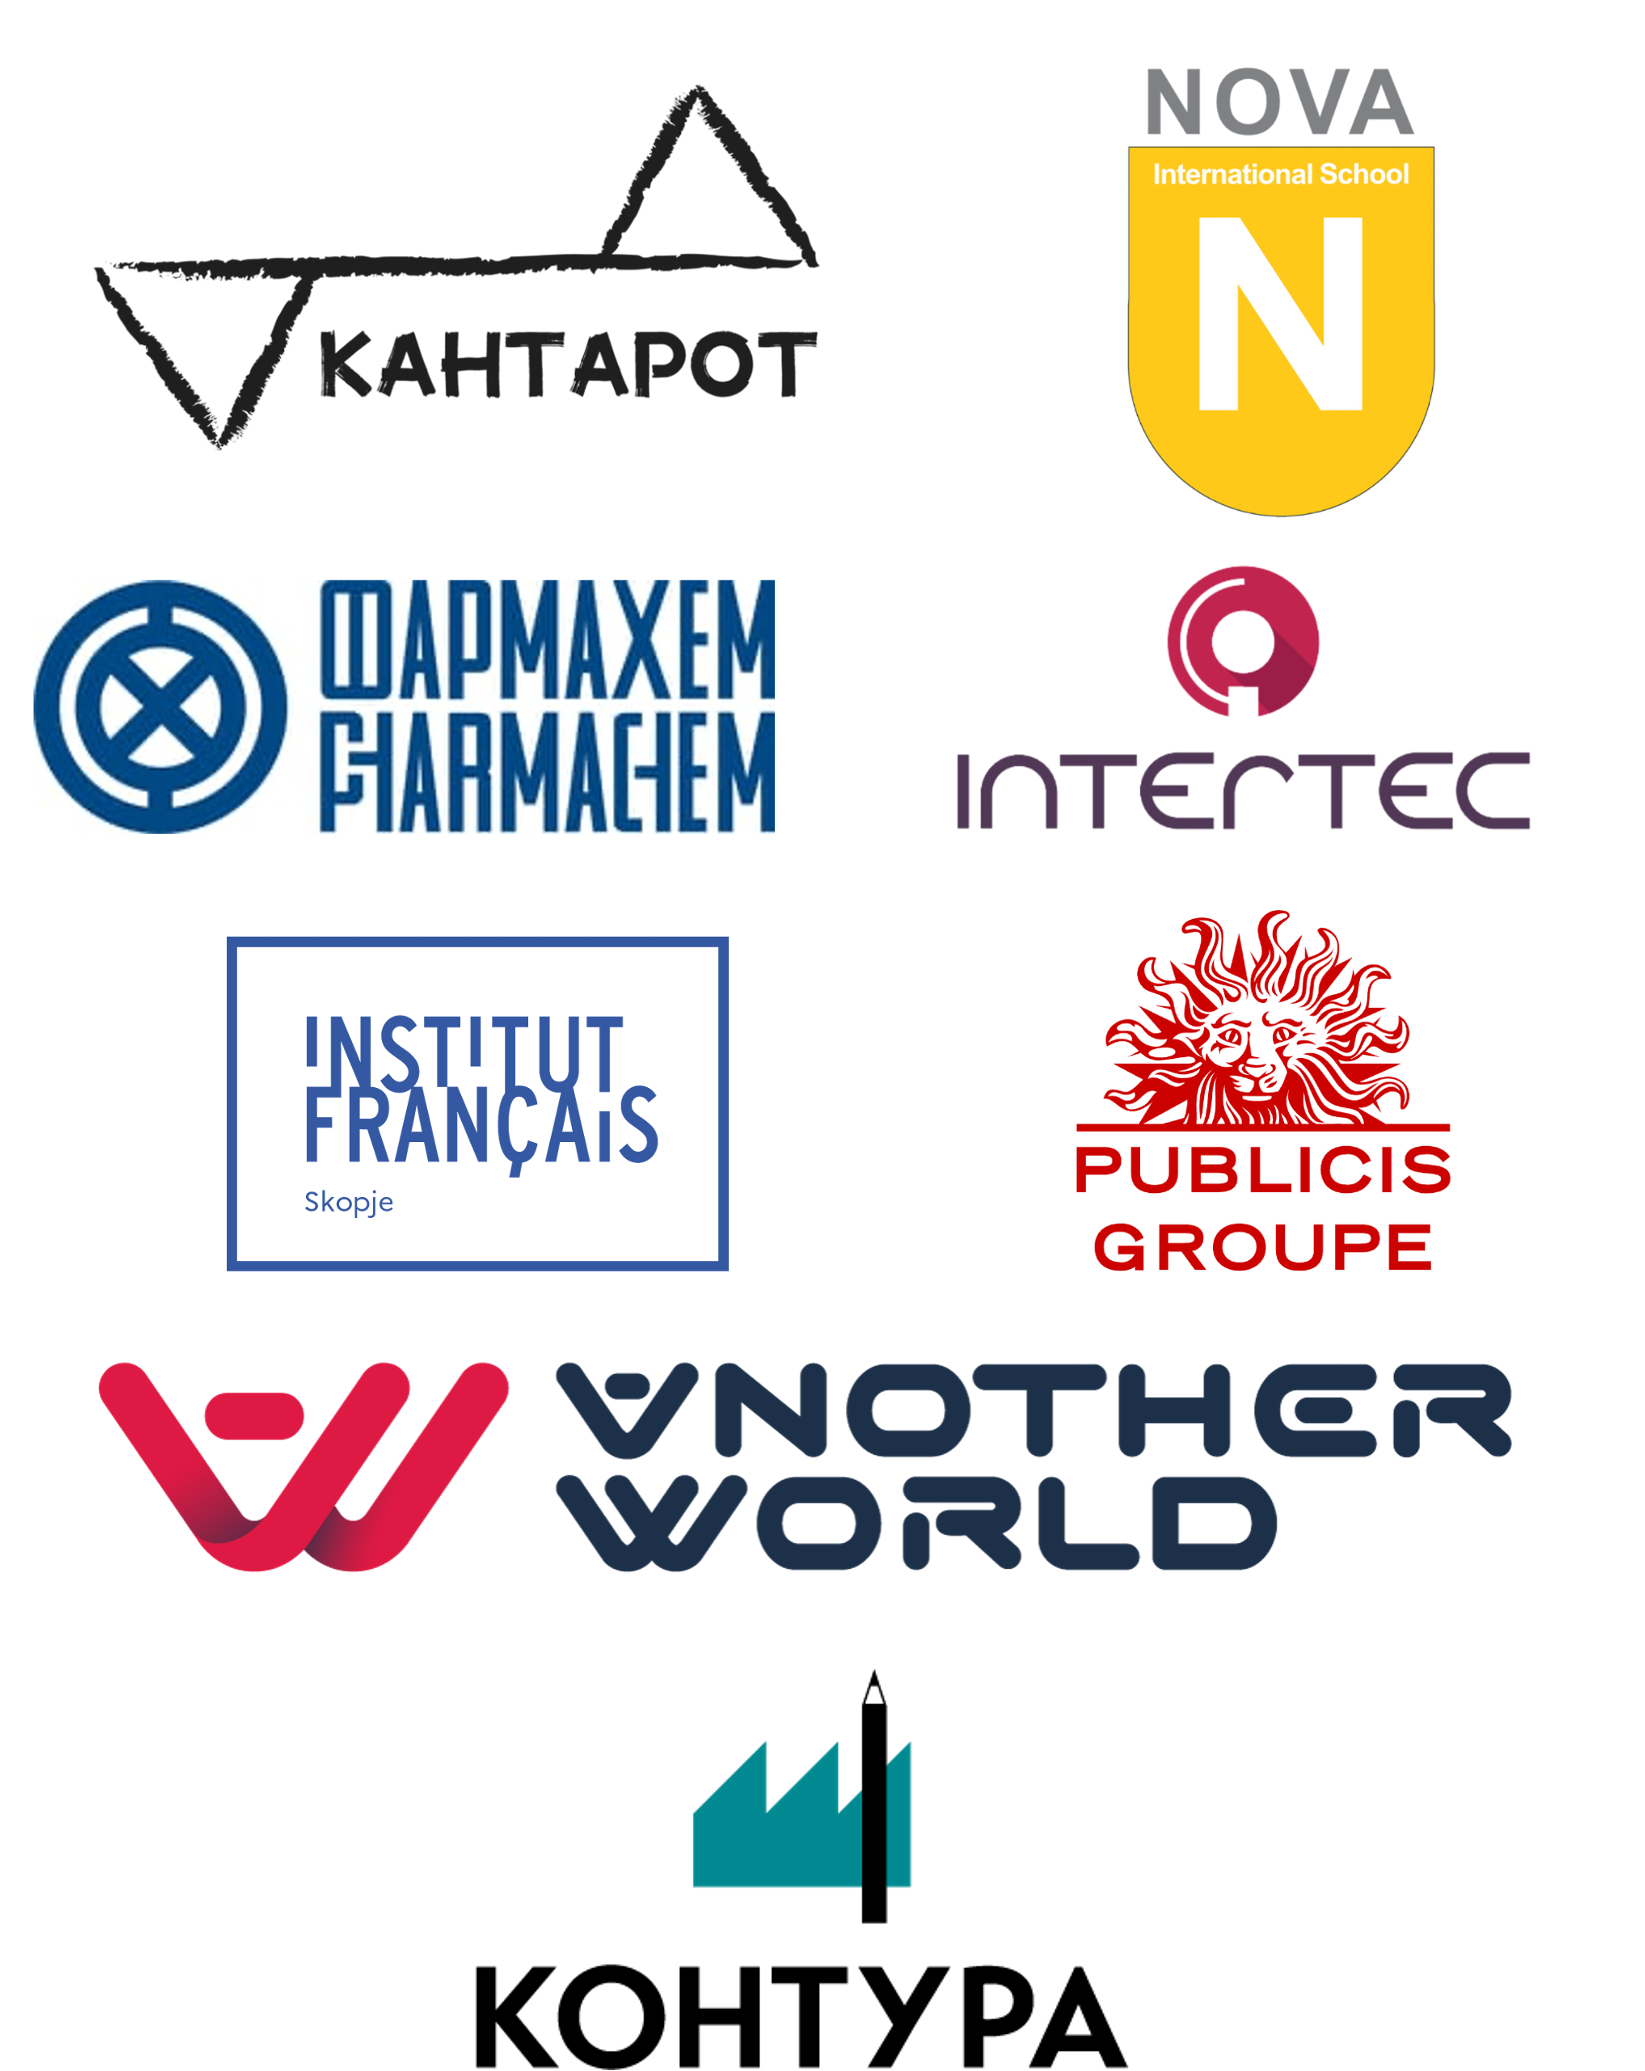 КАНТАРОТ
NOVA
International School
N
ФАРМАХЕМ
PHARMACHEM
INTERTEC
INSTITUT
FRANÇAIS
Skopje
PUBLICIS
GROUPE
ANOTHER
WORLD
КОНТУРА